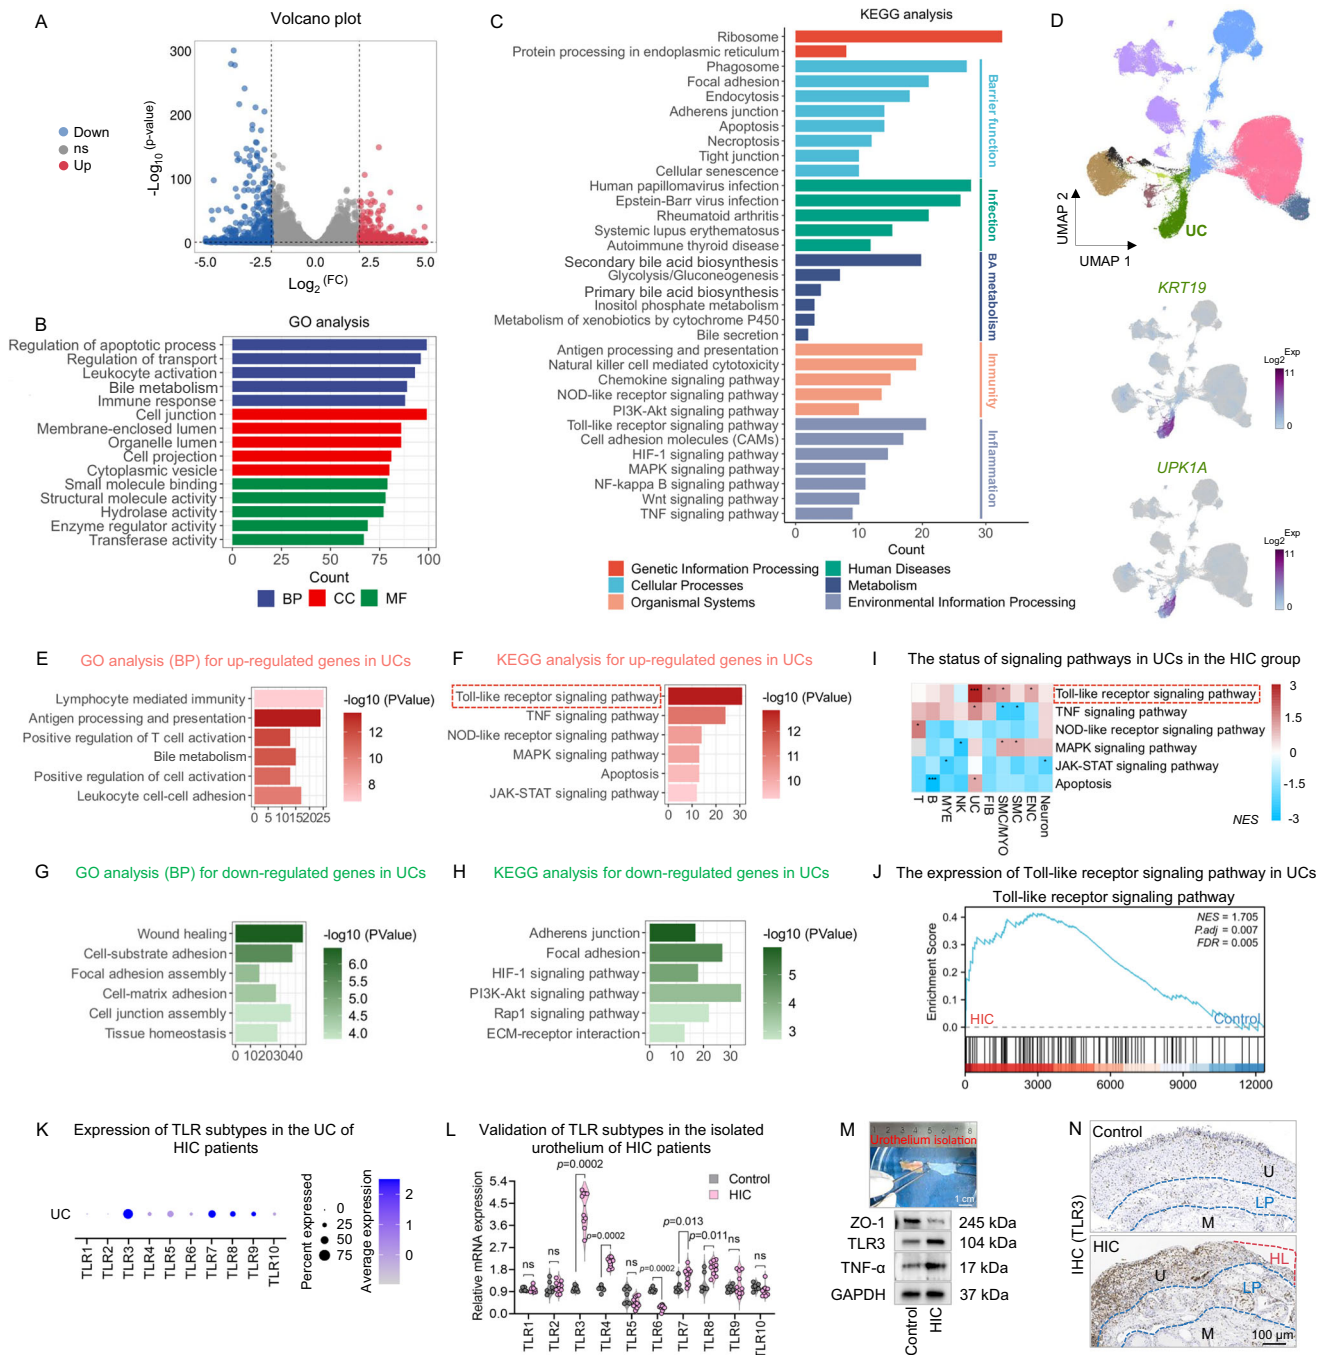 A
Volcano plot
-Log10 (p-value)
300
200
100
0
Down
ns
Up
-5.0 -2.5 0.0 2.5 5.0
Log2 (FC)
B
GO analysis
Regulation of apoptotic process
Regulation of transport
Leukocyte activation
Bile metabolism
Immune response
Cell junction
Membrane-enclosed lumen
Organelle lumen
Cell projection
Cytoplasmic vesicle
Small molecule binding
Structural molecule activity
Hydrolase activity
Enzyme regulator activity
Transferase activity
0 25 50 75 100
Count
BP CC MF
C
KEGG analysis
Ribosome
Protein processing in endoplasmic reticulum
Phagosome
Focal adhesion
Endocytosis
Adherens junction
Apoptosis
Necroptosis
Tight junction
Cellular senescence
Human papillomavirus infection
Epstein-Barr virus infection
Rheumatoid arthritis
Systemic lupus erythematosus
Autoimmune thyroid disease
Secondary bile acid biosynthesis
Glycolysis/Gluconeogenesis
Primary bile acid biosynthesis
Inositol phosphate metabolism
Metabolism of xenobiotics by cytochrome P450
Bile secretion
Antigen processing and presentation
Natural killer cell mediated cytotoxicity
Chemokine signaling pathway
NOD-like receptor signaling pathway
PI3K-Akt signaling pathway
Toll-like receptor signaling pathway
Cell adhesion molecules (CAMs)
HIF-1 signaling pathway
MAPK signaling pathway
NF-kappa B signaling pathway
Wnt signaling pathway
TNF signaling pathway
Barrier function
Infection
BA metabolism
Immunity
Inflammation
0 10 20 30
Count
Genetic Information Processing
Human Diseases
Cellular Processes
Metabolism
Organismal Systems
Environmental Information Processing
D
UC
UMAP 2
UMAP 1
KRT19
Log2 Exp
11
0
UPK1A
Log2 Exp
11
0
E
GO analysis (BP) for up-regulated genes in UCs
Lymphocyte mediated immunity
Antigen processing and presentation
Positive regulation of T cell activation
Bile metabolism
Positive regulation of cell activation
Leukocyte cell-cell adhesion
0 5 10 15 20 25
-log10 (PValue)
12
10
8
F
KEGG analysis for up-regulated genes in UCs
Toll-like receptor signaling pathway
TNF signaling pathway
NOD-like receptor signaling pathway
MAPK signaling pathway
Apoptosis
JAK-STAT signaling pathway
0 5 10 15 20 25 30
-log10 (PValue)
12
11
10
I
The status of signaling pathways in UCs in the HIC group
Toll-like receptor signaling pathway
TNF signaling pathway
NOD-like receptor signaling pathway
MAPK signaling pathway
JAK-STAT signaling pathway
Apoptosis
T
B
MYE
NK
UC
FIB
SMC/MYO
SMC
ENC
Neuron
3
1.5
0
-1.5
-3
NES
G
GO analysis (BP) for down-regulated genes in UCs
Wound healing
Cell-substrate adhesion
Focal adhesion assembly
Cell-matrix adhesion
Cell junction assembly
Tissue homeostasis
0 10 20 30 40
-log10 (PValue)
6.0
5.5
5.0
4.5
4.0
H
KEGG analysis for down-regulated genes in UCs
Adherens junction
Focal adhesion
HIF-1 signaling pathway
PI3K-Akt signaling pathway
Rap1 signaling pathway
ECM-receptor interaction
0 10 20 30
-log10 (PValue)
5
4
3
J
The expression of Toll-like receptor signaling pathway in UCs
Toll-like receptor signaling pathway
NES = 1.705
P.adj = 0.007
FDR = 0.005
Enrichment Score
0.4
0.3
0.2
0.1
0.0
HIC
Control
0 3000 6000 9000 12000
K
Expression of TLR subtypes in the UC of
HIC patients
UC
TLR1
TLR2
TLR3
TLR4
TLR5
TLR6
TLR7
TLR8
TLR9
TLR10
Percent expressed
0
25
50
75
Average expression
2
1
0
L
Validation of TLR subtypes in the isolated
urothelium of HIC patients
Relative mRNA expression
5.4
4.5
3.6
2.7
1.8
0.9
0.0
Control
HIC
ns
ns
p=0.0002
p=0.0002
ns
p=0.0002
p=0.013
p=0.011
ns
ns
TLR1
TLR2
TLR3
TLR4
TLR5
TLR6
TLR7
TLR8
TLR9
TLR10
M
1 2 3 4 5 6 7 8
Urothelium isolation
1 cm
ZO-1 245 kDa
TLR3 104 kDa
TNF-α 17 kDa
GAPDH 37 kDa
Control
HIC
N
IHC (TLR3)
Control
U
LP
M
HIC
HL
U
LP
M
100 μm